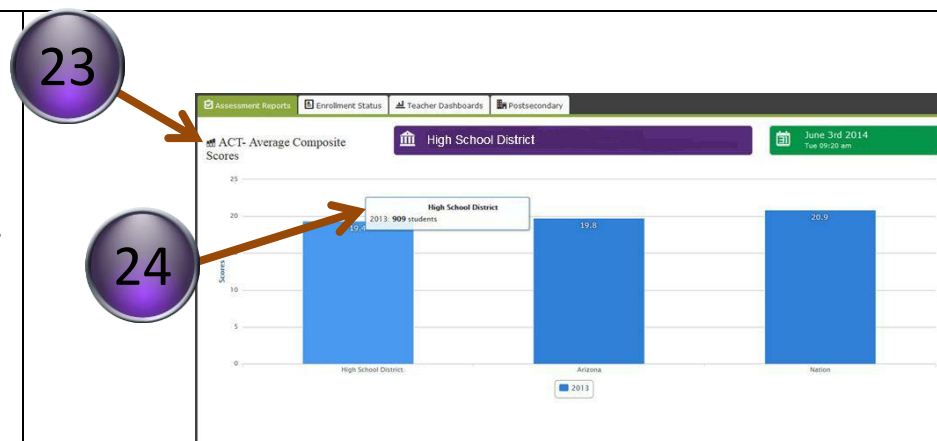 23
Assessment Reports
Enrollment Status
Teacher Dashboards
Postsecondary
ACT- Average Composite
Scores
High School District
June 3rd 2014
Tue 09:20 am
25
High School District
2013: 909 students
20
19.4
19.8
20.9
24
Scores
10
5
0
High School District
Arizona
Nation
2013